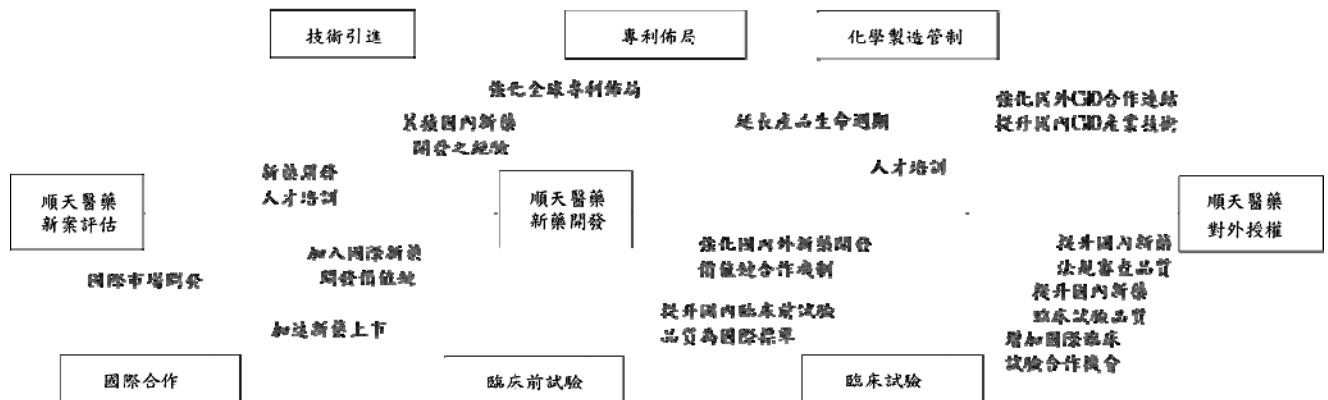 技術引進
專利佈局
化學製造管制
強化全球專利佈局
累積國內新藥
開發之經驗
延長產品生命週期
強化國外CMO合作連結
提升國內CMO產業技術
新藥開發
人才培訓
人才培訓
順天醫藥
新案評估
順天醫藥
新藥開發
順天醫藥
對外授權
國際市場開發
加入國際新藥
開發價值鏈
強化國內外新藥開發
價值鏈合作機制
提升國內新藥
法規審查品質
提升國內新藥
臨床試驗品質
加速新藥上市
提升國內臨床前試驗
品質為國際標準
增加國際臨床
試驗合作機會
國際合作
臨床前試驗
臨床試驗